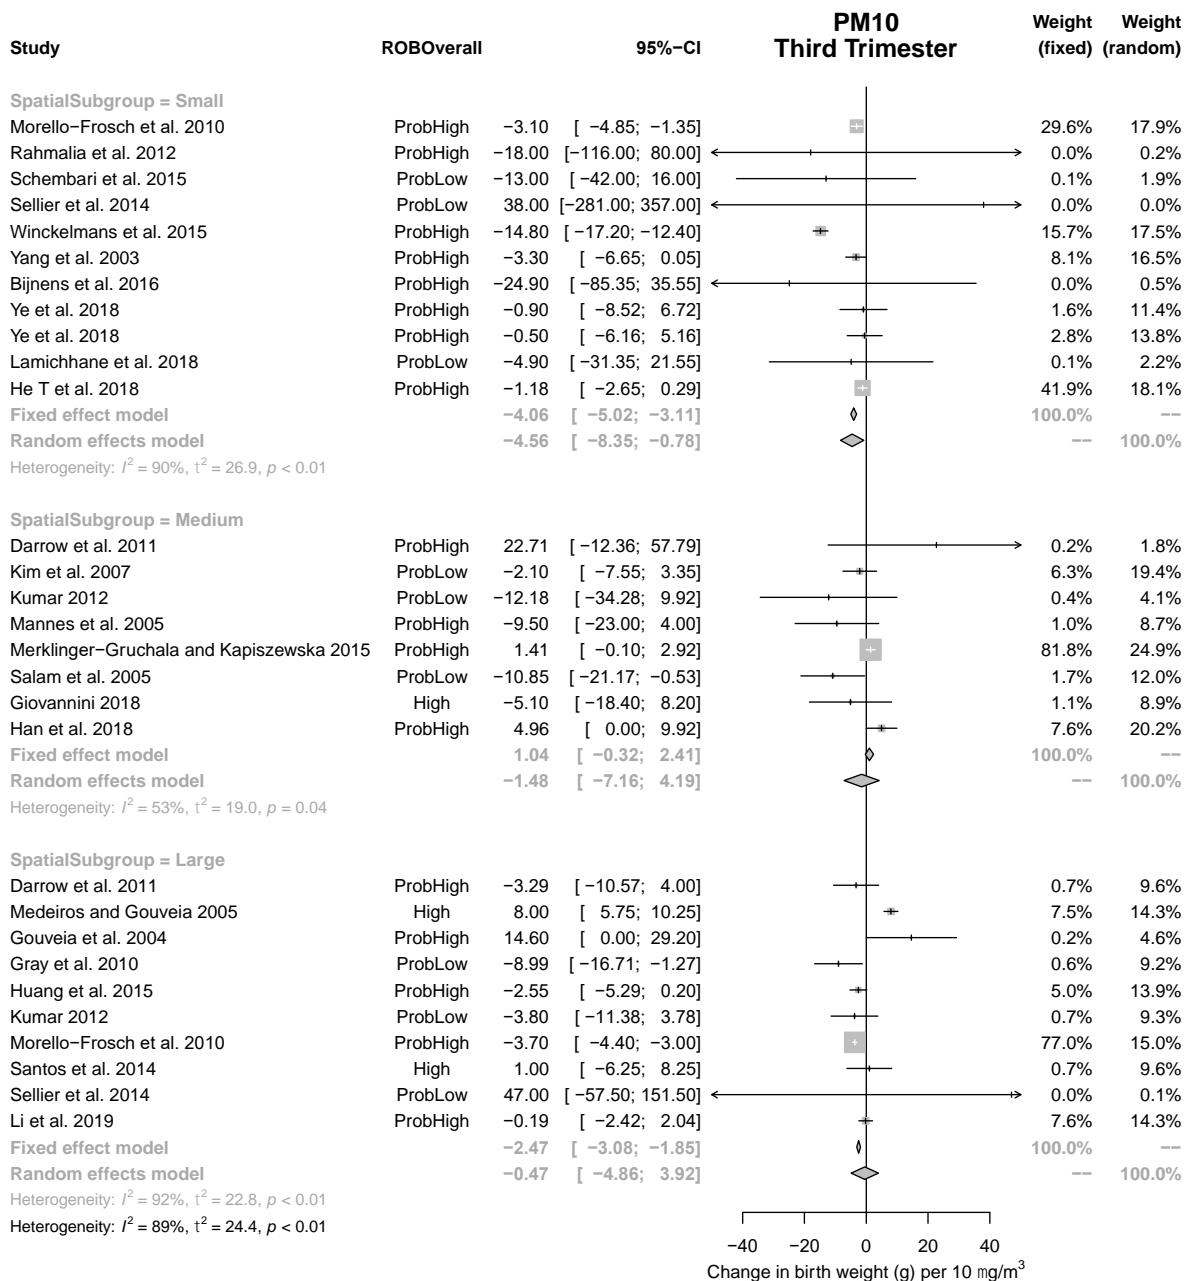 PM10 Weight Weight
Study ROBOverall 95%−CI Third Trimester (fixed) (random)
SpatialSubgroup = Small
Morello−Frosch et al. 2010 ProbHigh −3.10 [ −4.85; −1.35] 29.6% 17.9%
Rahmalia et al. 2012 ProbHigh −18.00 [−116.00; 80.00] 0.0% 0.2%
Schembari et al. 2015 ProbLow −13.00 [ −42.00; 16.00] 0.1% 1.9%
Sellier et al. 2014 ProbLow 38.00 [−281.00; 357.00] 0.0% 0.0%
Winckelmans et al. 2015 ProbHigh −14.80 [ −17.20; −12.40] 15.7% 17.5%
Yang et al. 2003 ProbHigh −3.30 [ −6.65; 0.05] 8.1% 16.5%
Bijnens et al. 2016 ProbHigh −24.90 [ −85.35; 35.55] 0.0% 0.5%
Ye et al. 2018 ProbHigh −0.90 [ −8.52; 6.72] 1.6% 11.4%
Ye et al. 2018 ProbHigh −0.50 [ −6.16; 5.16] 2.8% 13.8%
Lamichhane et al. 2018 ProbLow −4.90 [ −31.35; 21.55] 0.1% 2.2%
He T et al. 2018 ProbHigh −1.18 [ −2.65; 0.29] 41.9% 18.1%
Fixed effect model −4.06 [ −5.02; −3.11] 100.0% −−
Random effects model −4.56 [ −8.35; −0.78] −− 100.0%
Heterogeneity: I² = 90%, τ² = 26.9, p < 0.01
SpatialSubgroup = Medium
Darrow et al. 2011 ProbHigh 22.71 [ −12.36; 57.79] 0.2% 1.8%
Kim et al. 2007 ProbLow −2.10 [ −7.55; 3.35] 6.3% 19.4%
Kumar 2012 ProbLow −12.18 [ −34.28; 9.92] 0.4% 4.1%
Mannes et al. 2005 ProbHigh −9.50 [ −23.00; 4.00] 1.0% 8.7%
Merklinger−Gruchala and Kapiszewska 2015 ProbHigh 1.41 [ −0.10; 2.92] 81.8% 24.9%
Salam et al. 2005 ProbLow −10.85 [ −21.17; −0.53] 1.7% 12.0%
Giovannini 2018 High −5.10 [ −18.40; 8.20] 1.1% 8.9%
Han et al. 2018 ProbHigh 4.96 [ 0.00; 9.92] 7.6% 20.2%
Fixed effect model 1.04 [ −0.32; 2.41] 100.0% −−
Random effects model −1.48 [ −7.16; 4.19] −− 100.0%
Heterogeneity: I² = 53%, τ² = 19.0, p = 0.04
SpatialSubgroup = Large
Darrow et al. 2011 ProbHigh −3.29 [ −10.57; 4.00] 0.7% 9.6%
Medeiros and Gouveia 2005 High 8.00 [ 5.75; 10.25] 7.5% 14.3%
Gouveia et al. 2004 ProbHigh 14.60 [ 0.00; 29.20] 0.2% 4.6%
Gray et al. 2010 ProbLow −8.99 [ −16.71; −1.27] 0.6% 9.2%
Huang et al. 2015 ProbHigh −2.55 [ −5.29; 0.20] 5.0% 13.9%
Kumar 2012 ProbLow −3.80 [ −11.38; 3.78] 0.7% 9.3%
Morello−Frosch et al. 2010 ProbHigh −3.70 [ −4.40; −3.00] 77.0% 15.0%
Santos et al. 2014 High 1.00 [ −6.25; 8.25] 0.7% 9.6%
Sellier et al. 2014 ProbLow 47.00 [ −57.50; 151.50] 0.0% 0.1%
Li et al. 2019 ProbHigh −0.19 [ −2.42; 2.04] 7.6% 14.3%
Fixed effect model −2.47 [ −3.08; −1.85] 100.0% −−
Random effects model −0.47 [ −4.86; 3.92] −− 100.0%
Heterogeneity: I² = 92%, τ² = 22.8, p < 0.01
Heterogeneity: I² = 89%, τ² = 24.4, p < 0.01
−40 −20 0 20 40
Change in birth weight (g) per 10 mg/m³